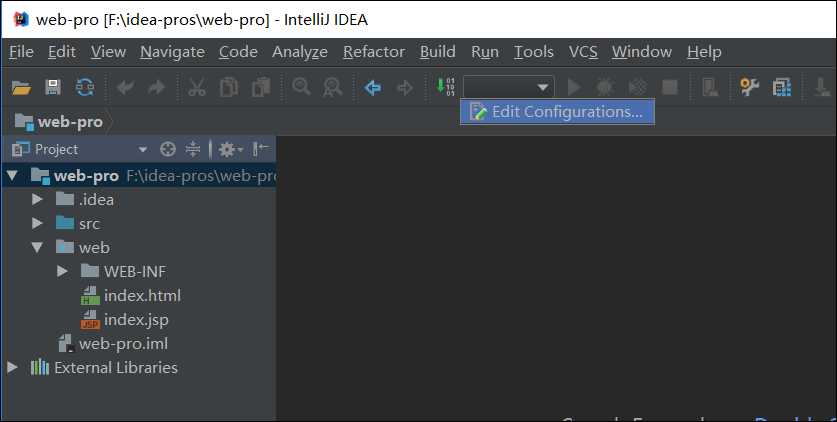 web-pro [F:\idea-pros\web-pro] - IntelliJ IDEA
File Edit View Navigate Code Analyze Refactor Build Run Tools VCS Window Help
Edit Configurations...
web-pro
Project
web-pro F:\idea-pros\web-pro
.idea
src
web
WEB-INF
index.html
index.jsp
web-pro.iml
External Libraries